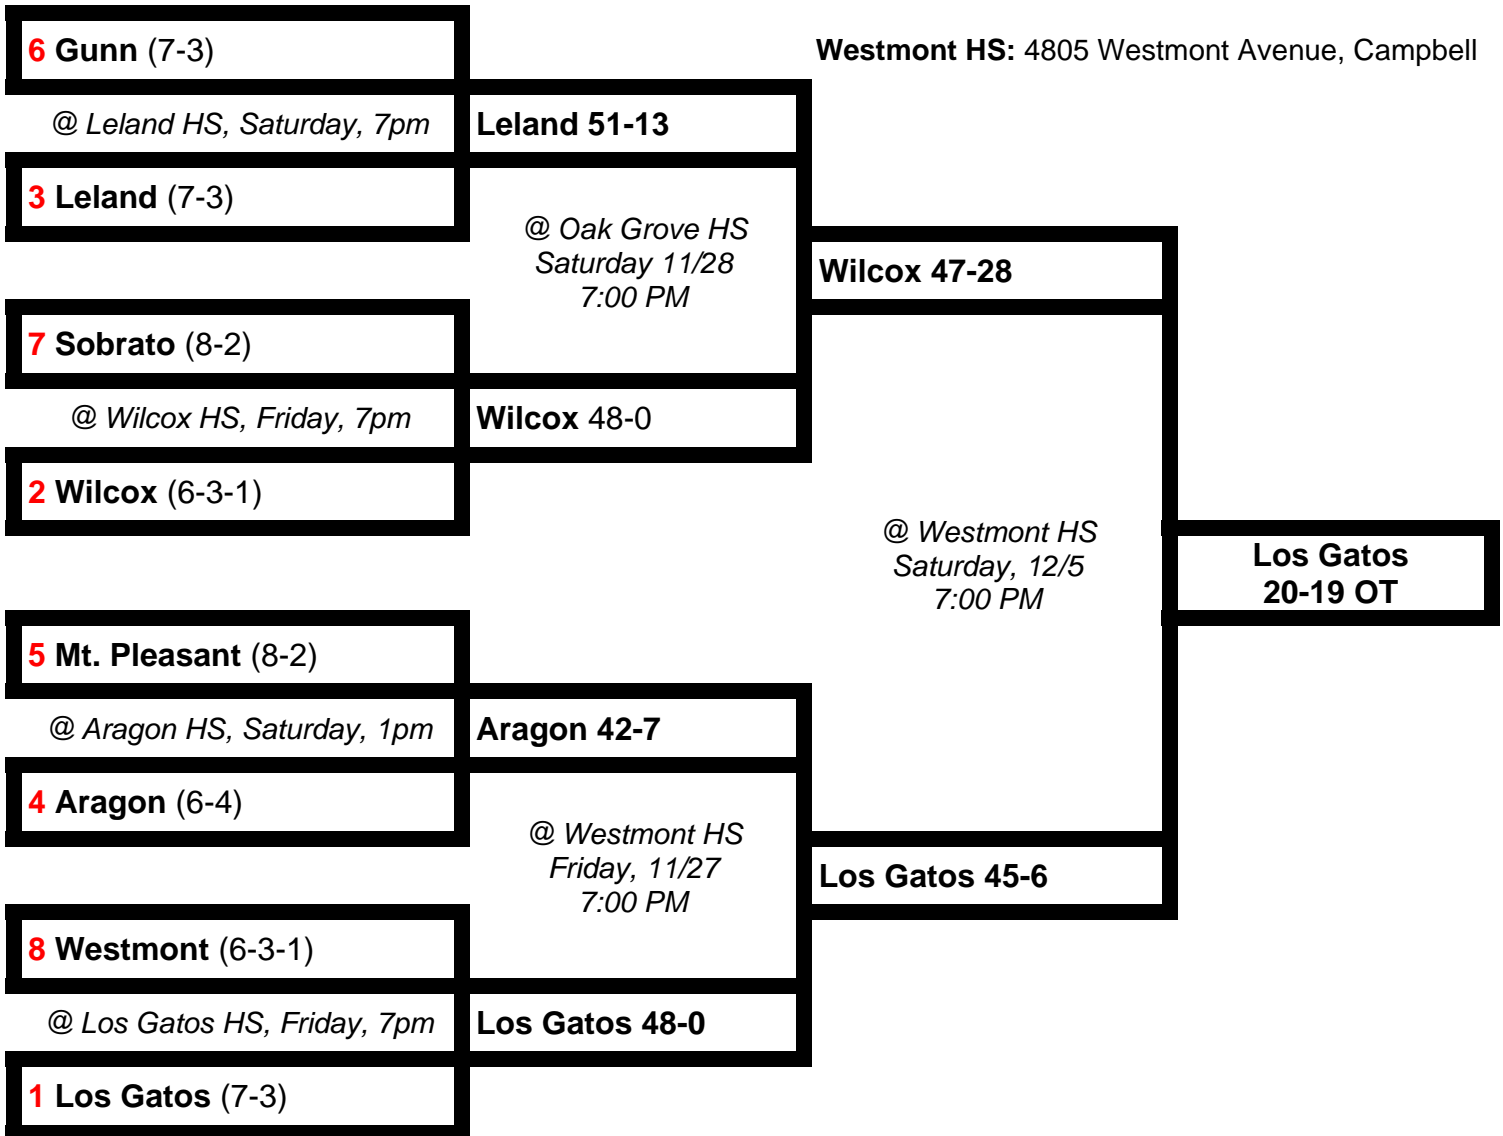 6 Gunn (7-3)
Westmont HS: 4805 Westmont Avenue, Campbell
@ Leland HS, Saturday, 7pm
Leland 51-13
3 Leland (7-3)
@ Oak Grove HS
Saturday 11/28
7:00 PM
Wilcox 47-28
7 Sobrato (8-2)
@ Wilcox HS, Friday, 7pm
Wilcox 48-0
2 Wilcox (6-3-1)
@ Westmont HS
Saturday, 12/5
7:00 PM
Los Gatos
20-19 OT
5 Mt. Pleasant (8-2)
@ Aragon HS, Saturday, 1pm
Aragon 42-7
4 Aragon (6-4)
@ Westmont HS
Friday, 11/27
7:00 PM
Los Gatos 45-6
8 Westmont (6-3-1)
@ Los Gatos HS, Friday, 7pm
Los Gatos 48-0
1 Los Gatos (7-3)